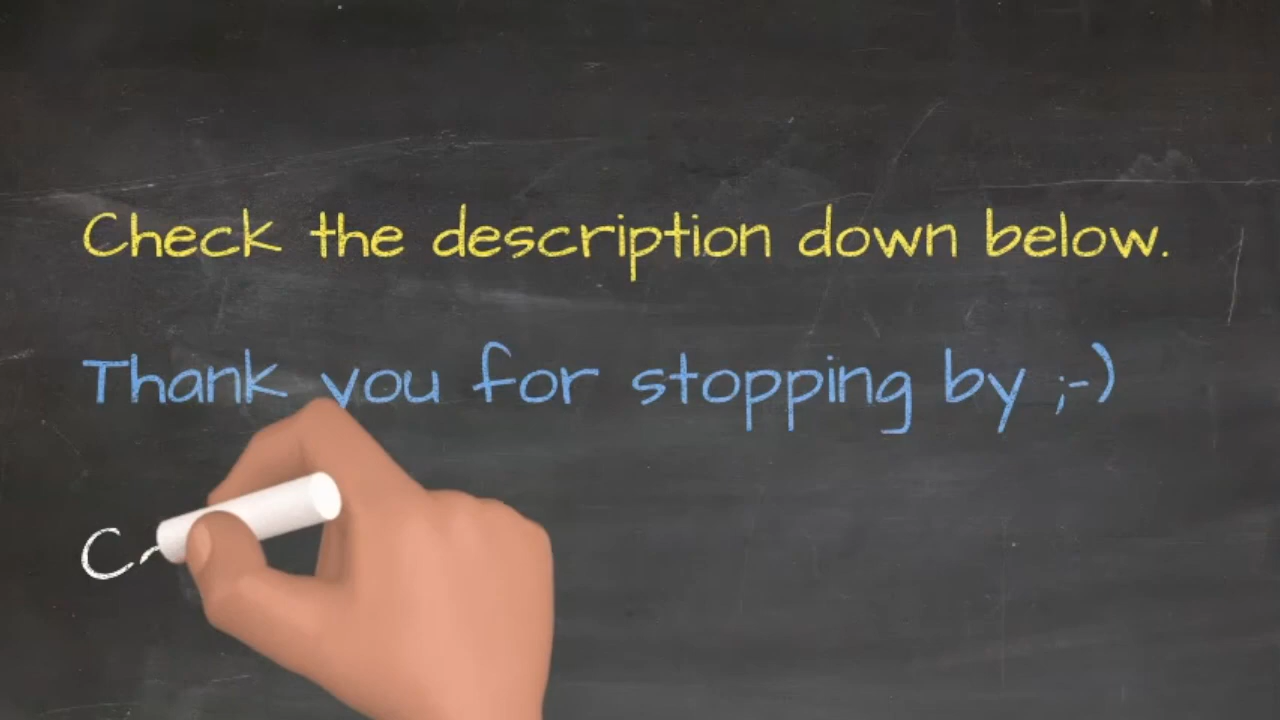 Check the description down below.
Thank you for stopping by ;-)
C